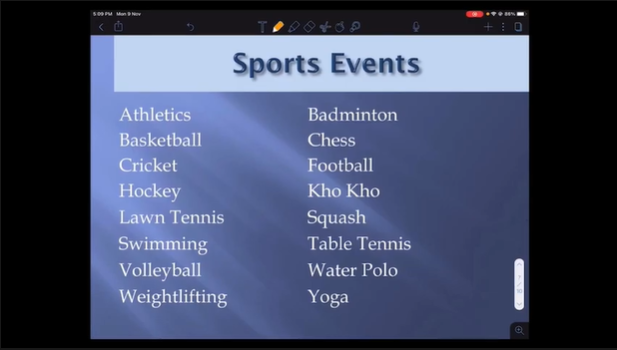 5:09 PM Mon 9 Nov
86%
Sports Events
Athletics
Basketball
Cricket
Hockey
Lawn Tennis
Swimming
Volleyball
Weightlifting
Badminton
Chess
Football
Kho Kho
Squash
Table Tennis
Water Polo
Yoga